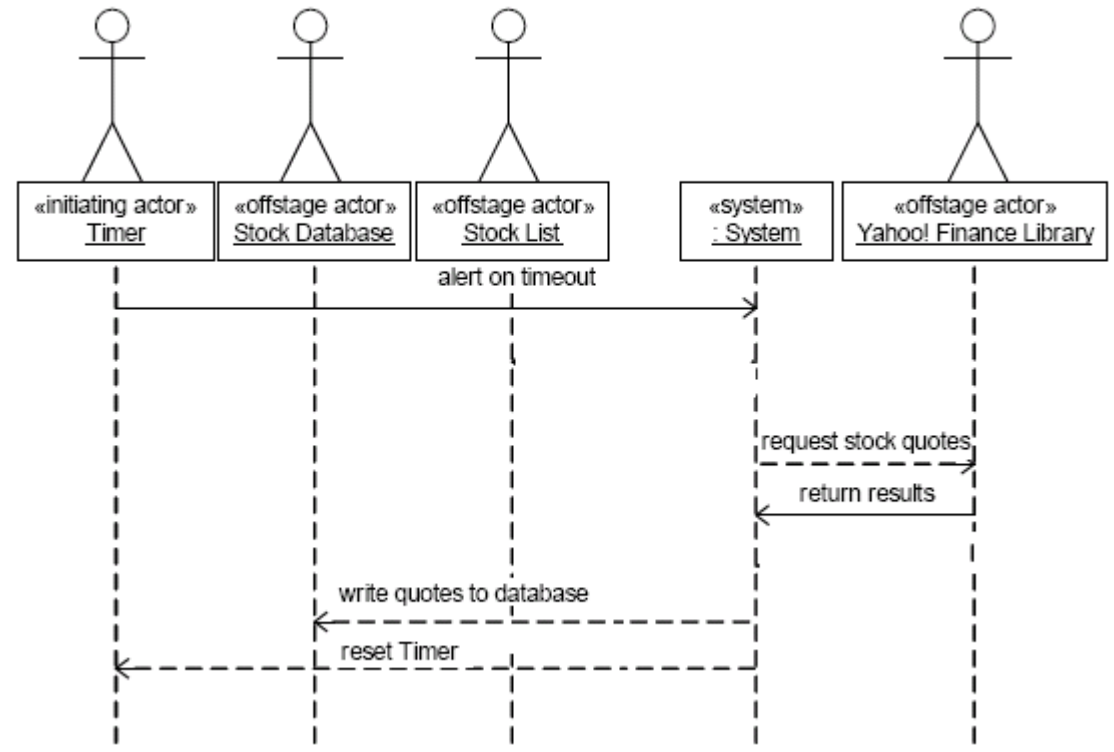 «initiating actor»
Timer
«offstage actor»
Stock Database
«offstage actor»
Stock List
«system»
: System
«offstage actor»
Yahoo! Finance Library
alert on timeout
request stock quotes
return results
write quotes to database
reset Timer